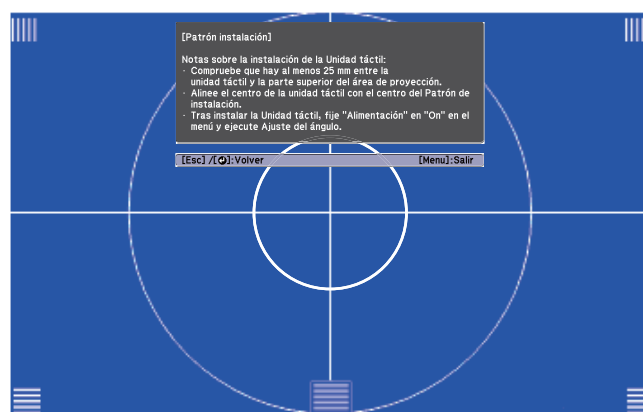 [Patrón instalación]
Notas sobre la instalación de la Unidad táctil:
· Compruebe que hay al menos 25 mm entre la
unidad táctil y la parte superior del área de proyección.
· Alinee el centro de la unidad táctil con el centro del Patrón de
instalación.
· Tras instalar la Unidad táctil, fije "Alimentación" en "On" en el
menú y ejecute Ajuste del ángulo.
[Esc] /[⏎]:Volver [Menu]:Salir